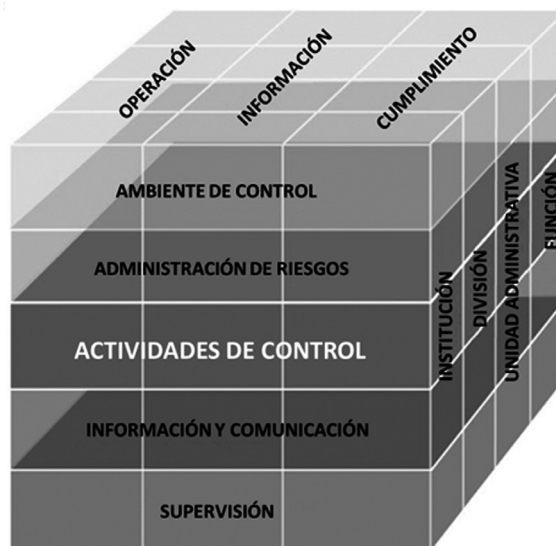 OPERACIÓN
INFORMACIÓN
CUMPLIMIENTO
AMBIENTE DE CONTROL
ADMINISTRACIÓN DE RIESGOS
ACTIVIDADES DE CONTROL
INFORMACIÓN Y COMUNICACIÓN
SUPERVISIÓN
INSTITUCIÓN
DIVISIÓN
UNIDAD ADMINISTRATIVA
FUNCIÓN